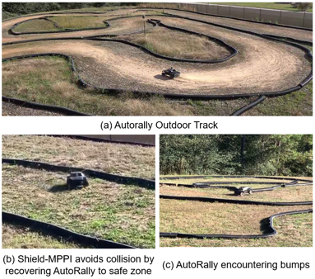 (a) Autorally Outdoor Track
(b) Shield-MPPI avoids collision by
recovering AutoRally to safe zone
(c) AutoRally encountering bumps